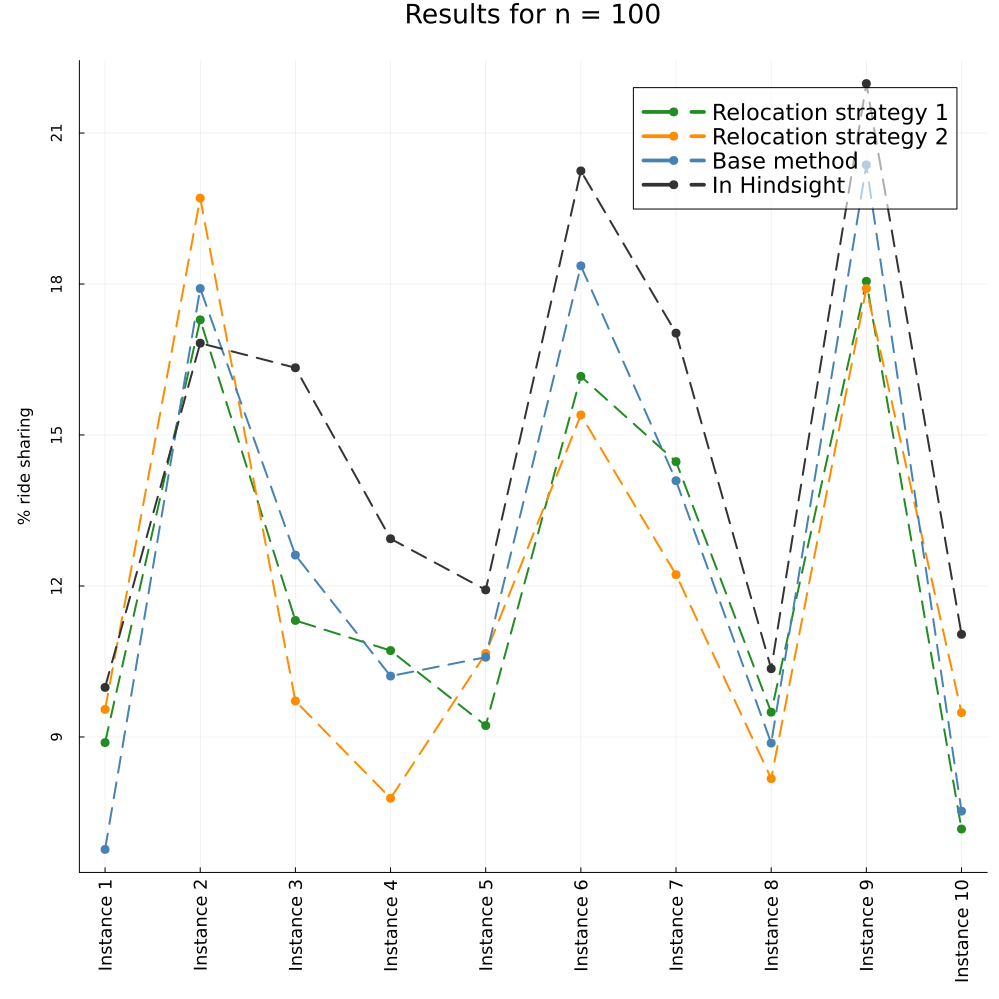 Results for n = 100
21
18
15
12
9
% ride sharing
Relocation strategy 1
Relocation strategy 2
Base method
In Hindsight
Instance 1
Instance 2
Instance 3
Instance 4
Instance 5
Instance 6
Instance 7
Instance 8
Instance 9
Instance 10